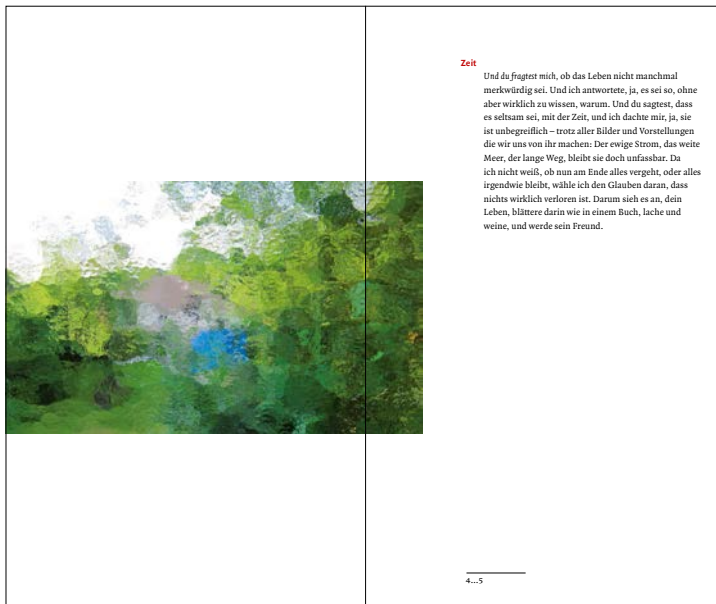 Zeit
Und du fragtest mich, ob das Leben nicht manchmal
merkwürdig sei. Und ich antwortete, ja, es sei so, ohne
aber wirklich zu wissen, warum. Und du sagtest, dass
es seltsam sei, mit der Zeit, und ich dachte mir, ja, sie
ist unbegreiflich – trotz aller Bilder und Vorstellungen
die wir uns von ihr machen: Der ewige Strom, das weite
Meer, der lange Weg, bleibt sie doch unfassbar. Da
ich nicht weiß, ob nun am Ende alles vergeht, oder alles
irgendwie bleibt, wähle ich den Glauben daran, dass
nichts wirklich verloren ist. Darum sieh es an, dein
Leben, blättere darin wie in einem Buch, lache und
weine, und werde sein Freund.
4...5